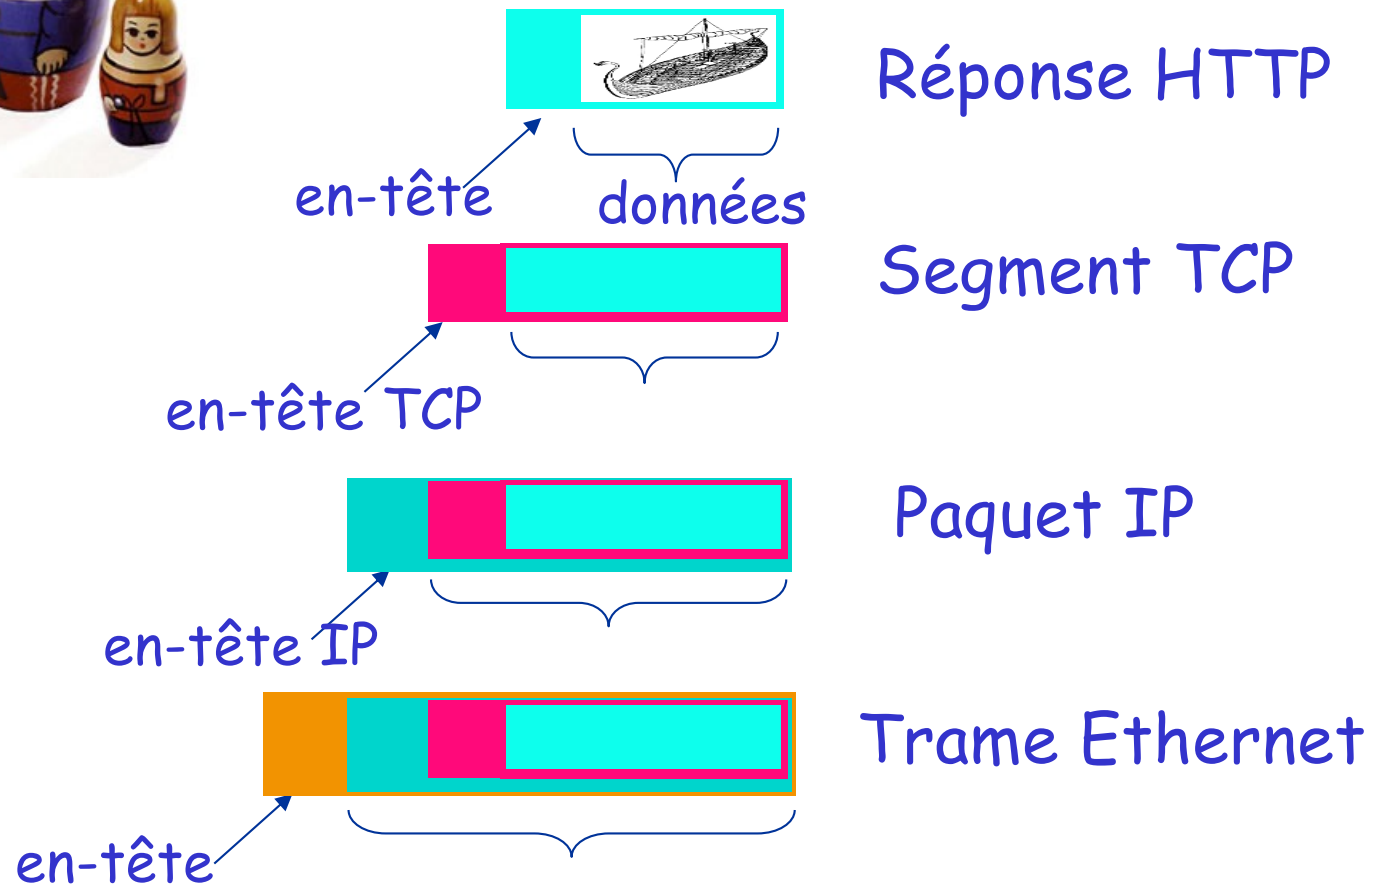 Réponse HTTP
en-tête
données
Segment TCP
en-tête TCP
Paquet IP
en-tête IP
Trame Ethernet
en-tête